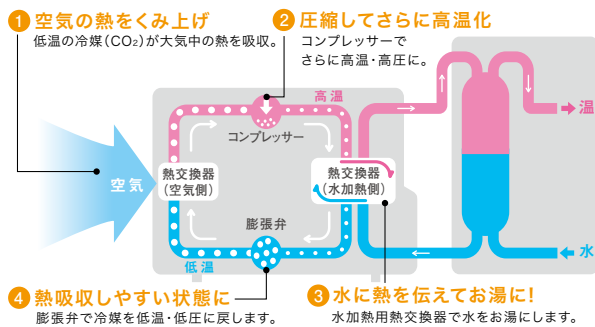 1 空気の熱をくみ上げ
低温の冷媒(CO₂)が大気中の熱を吸収。
2 圧縮してさらに高温化
コンプレッサーで
さらに高温・高圧に。
高温
コンプレッサー
温
空気
熱交換器
(空気側)
熱交換器
(水加熱側)
膨張弁
低温
水
4 熱吸収しやすい状態に
膨張弁で冷媒を低温・低圧に戻します。
3 水に熱を伝えてお湯に!
水加熱用熱交換器で水をお湯にします。